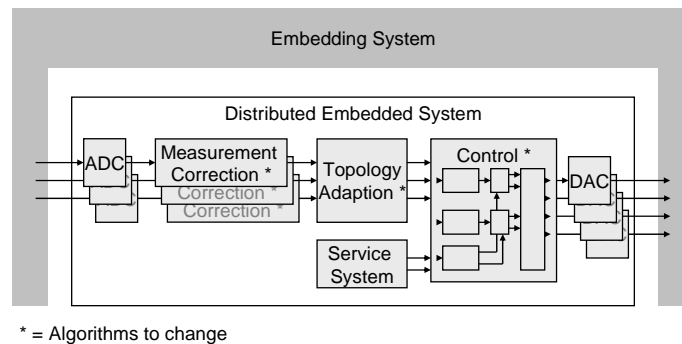 Embedding System
Distributed Embedded System
ADC
Measurement
Correction *
Correction *
Correction *
Topology
Adaption *
Control *
DAC
Service
System
* = Algorithms to change